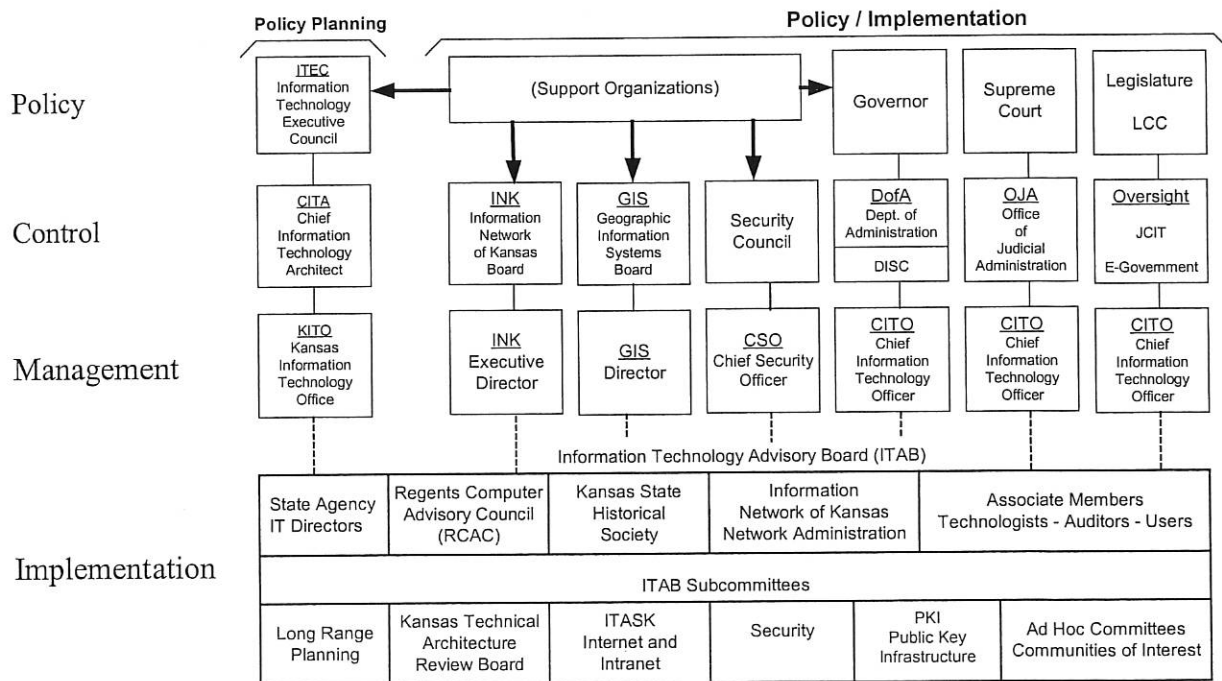 Policy Planning
Policy / Implementation
Policy
ITEC
Information
Technology
Executive
Council
(Support Organizations)
Governor
Supreme
Court
Legislature
LCC
Control
CITA
Chief
Information
Technology
Architect
INK
Information
Network
of Kansas
Board
GIS
Geographic
Information
Systems
Board
Security
Council
DofA
Dept. of
Administration
DISC
OJA
Office
of
Judicial
Administration
Oversight
JCIT
E-Government
Management
KITO
Kansas
Information
Technology
Office
INK
Executive
Director
GIS
Director
CSO
Chief Security
Officer
CITO
Chief
Information
Technology
Officer
CITO
Chief
Information
Technology
Officer
CITO
Chief
Information
Technology
Officer
Information Technology Advisory Board (ITAB)
Implementation
State Agency
IT Directors
Regents Computer
Advisory Council
(RCAC)
Kansas State
Historical
Society
Information
Network of Kansas
Network Administration
Associate Members
Technologists - Auditors - Users
ITAB Subcommittees
Long Range
Planning
Kansas Technical
Architecture
Review Board
ITASK
Internet and
Intranet
Security
PKI
Public Key
Infrastructure
Ad Hoc Committees
Communities of Interest